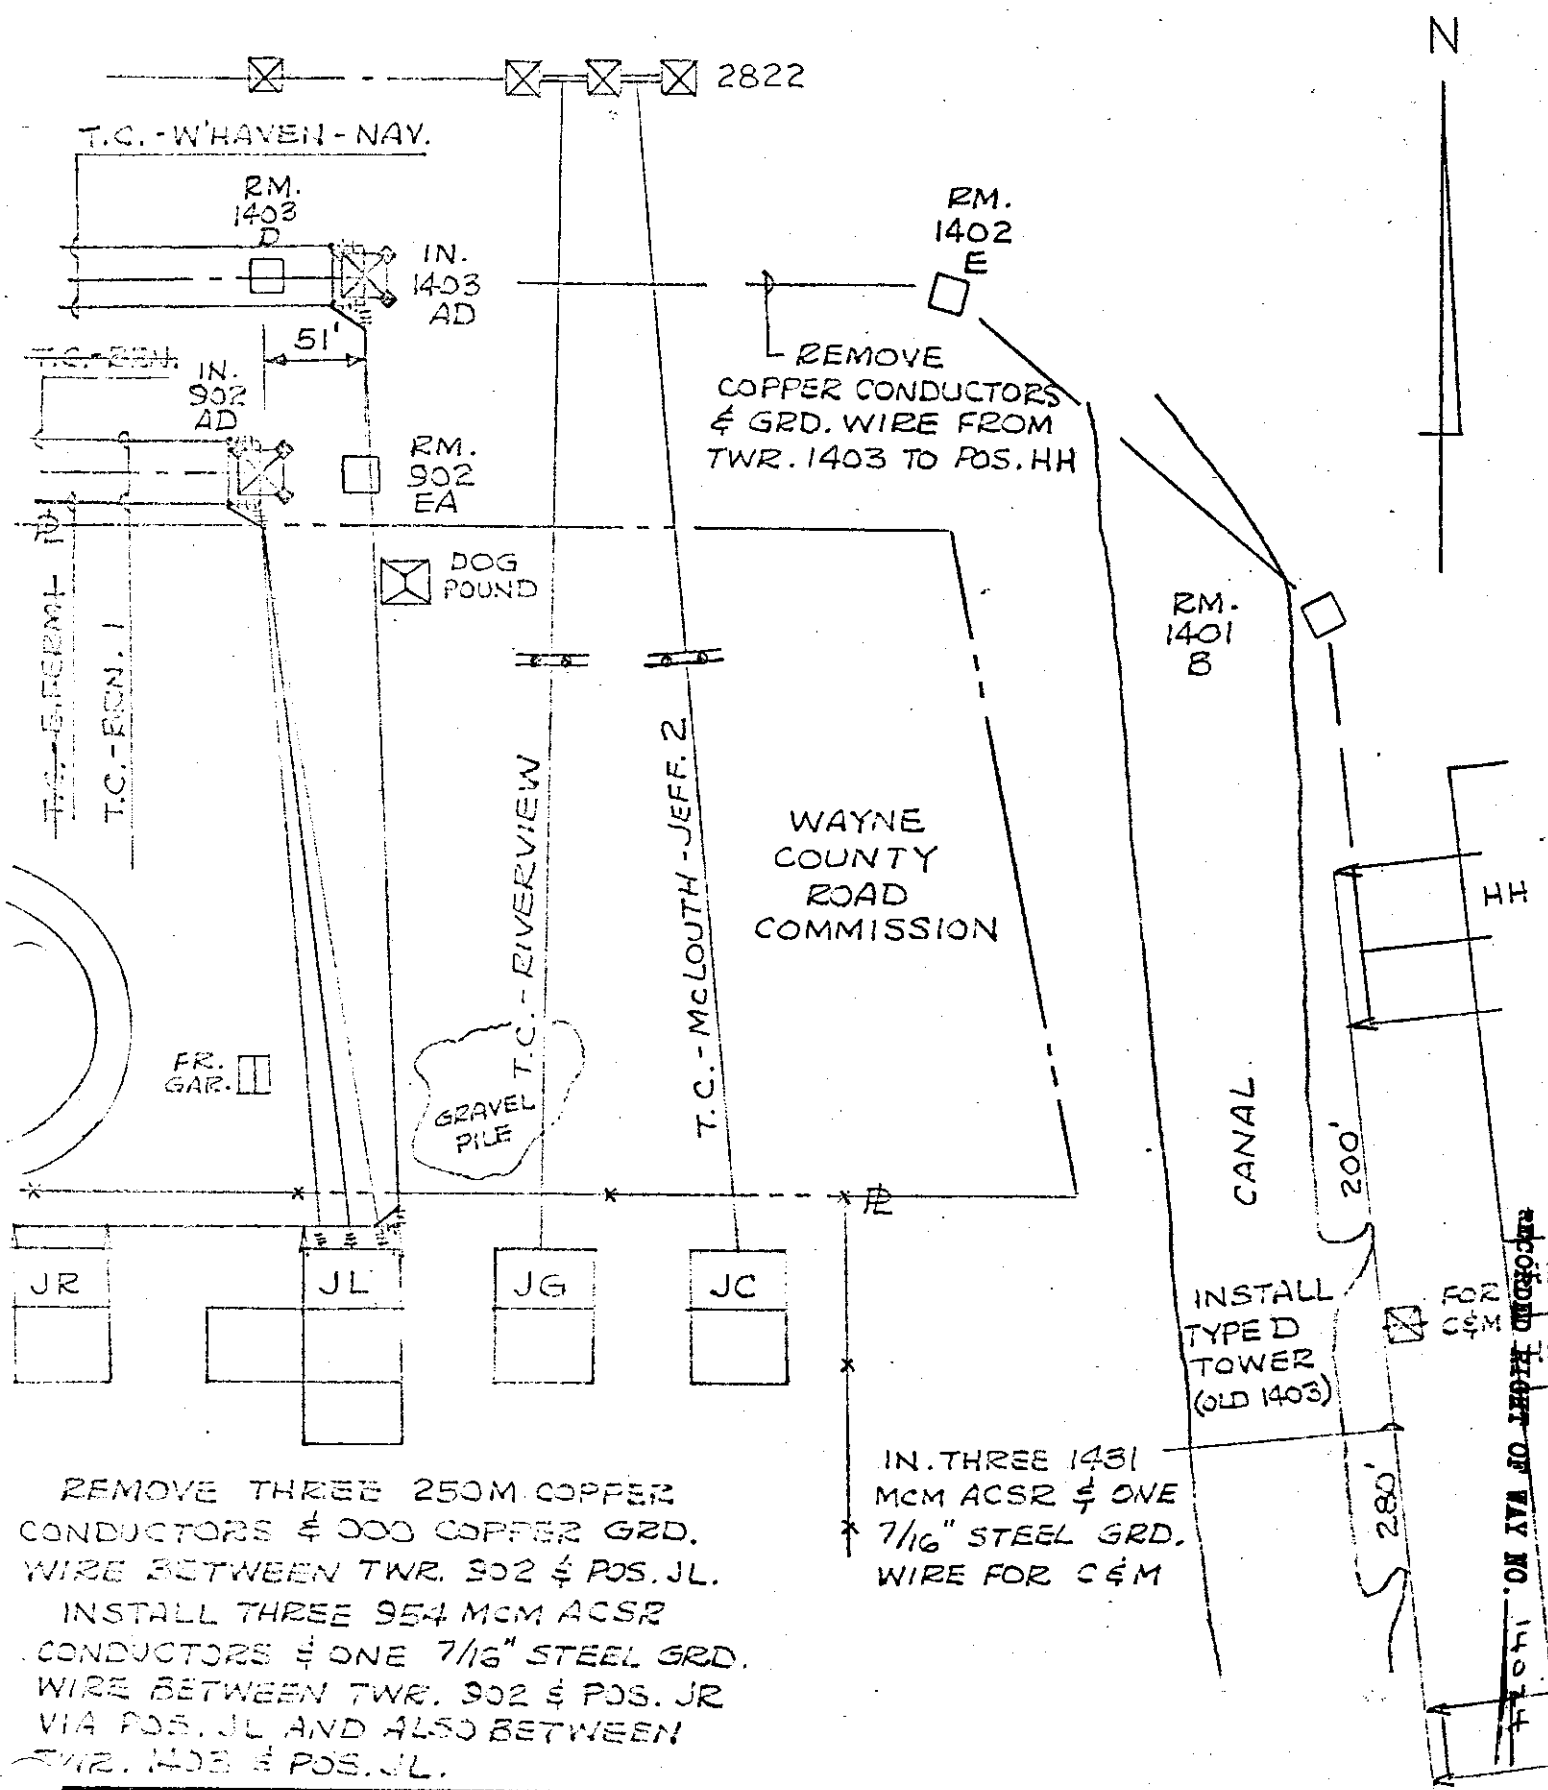 N
2822
T.C.-W'HAVEN-NAV.
RM.
1403
D
IN.
1403
AD
RM.
1402
E
51'
T.C.-REN.
IN.
902
AD
REMOVE
COPPER CONDUCTORS
& GRD. WIRE FROM
TWR. 1403 TO POS. HH
RM.
902
EA
DOG
POUND
RM.
1401
B
T.C.-E.FERMI
T.C.-REN. 1
T.C.-RIVERVIEW
T.C.-McLOUTH-JEFF. 2
WAYNE
COUNTY
ROAD
COMMISSION
HH
FR.
GAR.
GRAVEL
PILE
CANAL
200'
PL
JR
JL
JG
JC
INSTALL
TYPE D
TOWER
(OLD 1403)
FOR
C&M
280'
IN. THREE 1431
MCM ACSR & ONE
7/16" STEEL GRD.
WIRE FOR C&M
REMOVE THREE 250M COPPER
CONDUCTORS & 000 COPPER GRD.
WIRE BETWEEN TWR. 902 & POS. JL.
INSTALL THREE 954 MCM ACSR
CONDUCTORS & ONE 7/16" STEEL GRD.
WIRE BETWEEN TWR. 902 & POS. JR
VIA POS. JL AND ALSO BETWEEN
TWR. 1403 & POS. JL.
RECORDED RIGHT OF WAY NO.